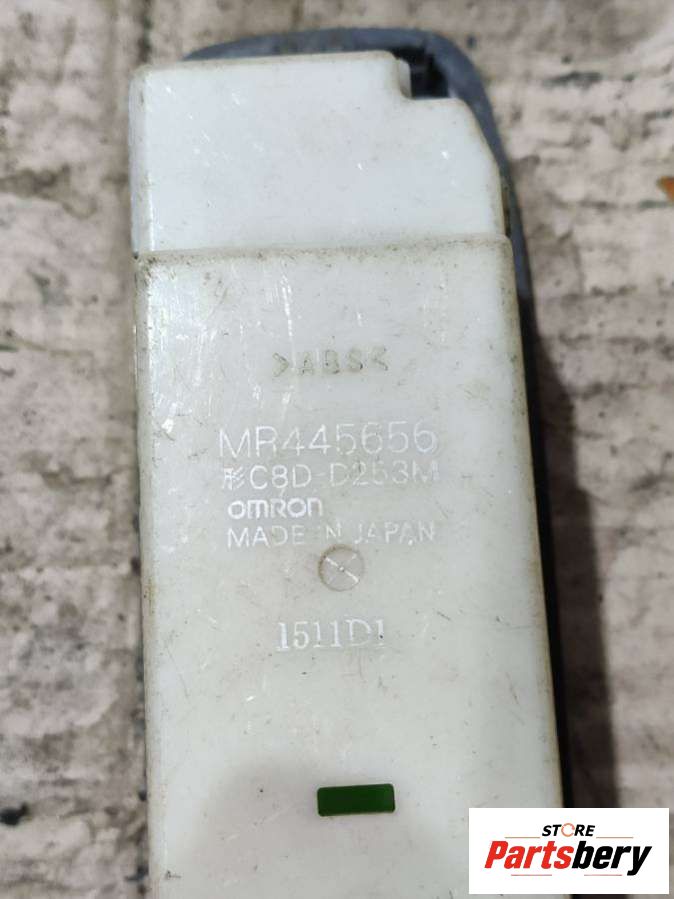 >ABS<
MR445656
形C8D-D253M
omron
MADE IN JAPAN
1511D1
STORE
Partsbery